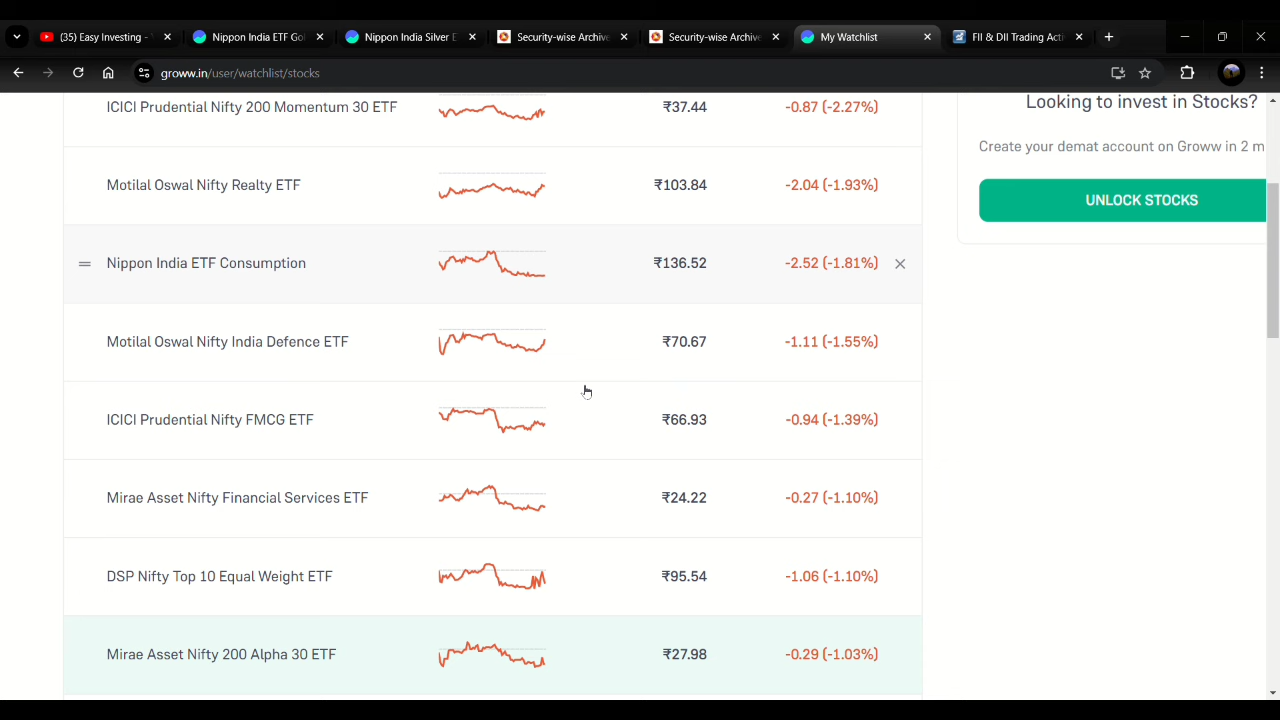 (35) Easy Investing -
Nippon India ETF Go
Nippon India Silver E
Security-wise Archive
Security-wise Archive
My Watchlist
FII & DII Trading Acti
groww.in/user/watchlist/stocks
ICICI Prudential Nifty 200 Momentum 30 ETF ₹37.44 -0.87 (-2.27%)
Motilal Oswal Nifty Realty ETF ₹103.84 -2.04 (-1.93%)
Nippon India ETF Consumption ₹136.52 -2.52 (-1.81%)
Motilal Oswal Nifty India Defence ETF ₹70.67 -1.11 (-1.55%)
ICICI Prudential Nifty FMCG ETF ₹66.93 -0.94 (-1.39%)
Mirae Asset Nifty Financial Services ETF ₹24.22 -0.27 (-1.10%)
DSP Nifty Top 10 Equal Weight ETF ₹95.54 -1.06 (-1.10%)
Mirae Asset Nifty 200 Alpha 30 ETF ₹27.98 -0.29 (-1.03%)
Looking to invest in Stocks?
Create your demat account on Groww in 2 m
UNLOCK STOCKS